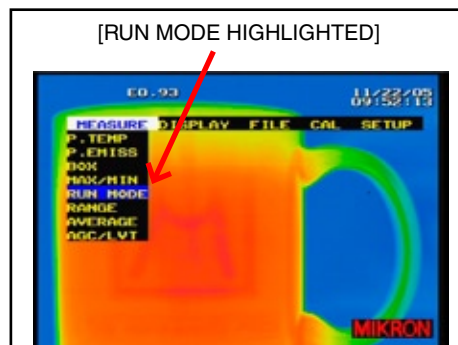 [RUN MODE HIGHLIGHTED]
E0.93 11/22/05
09:52:13
MEASURE DISPLAY FILE CAL SETUP
P.TEMP
P.EMISS
BOX
MAX/MIN
RUN MODE
RANGE
AVERAGE
AGC/LVT
MIKRON